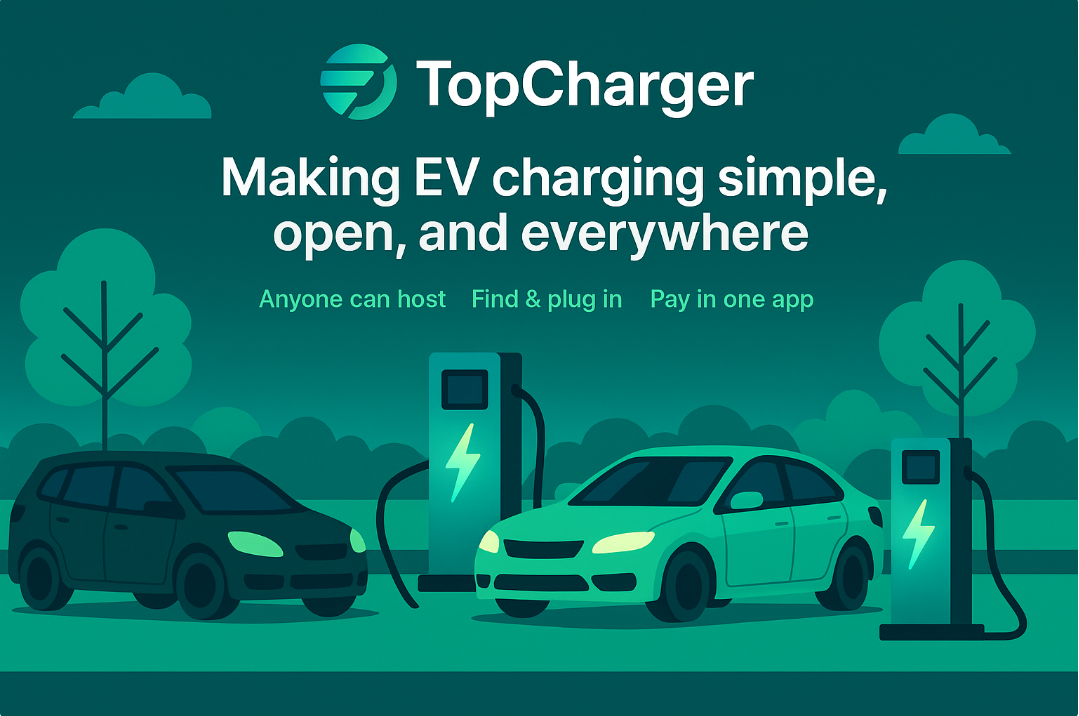 TopCharger
Making EV charging simple,
open, and everywhere
Anyone can host Find & plug in Pay in one app